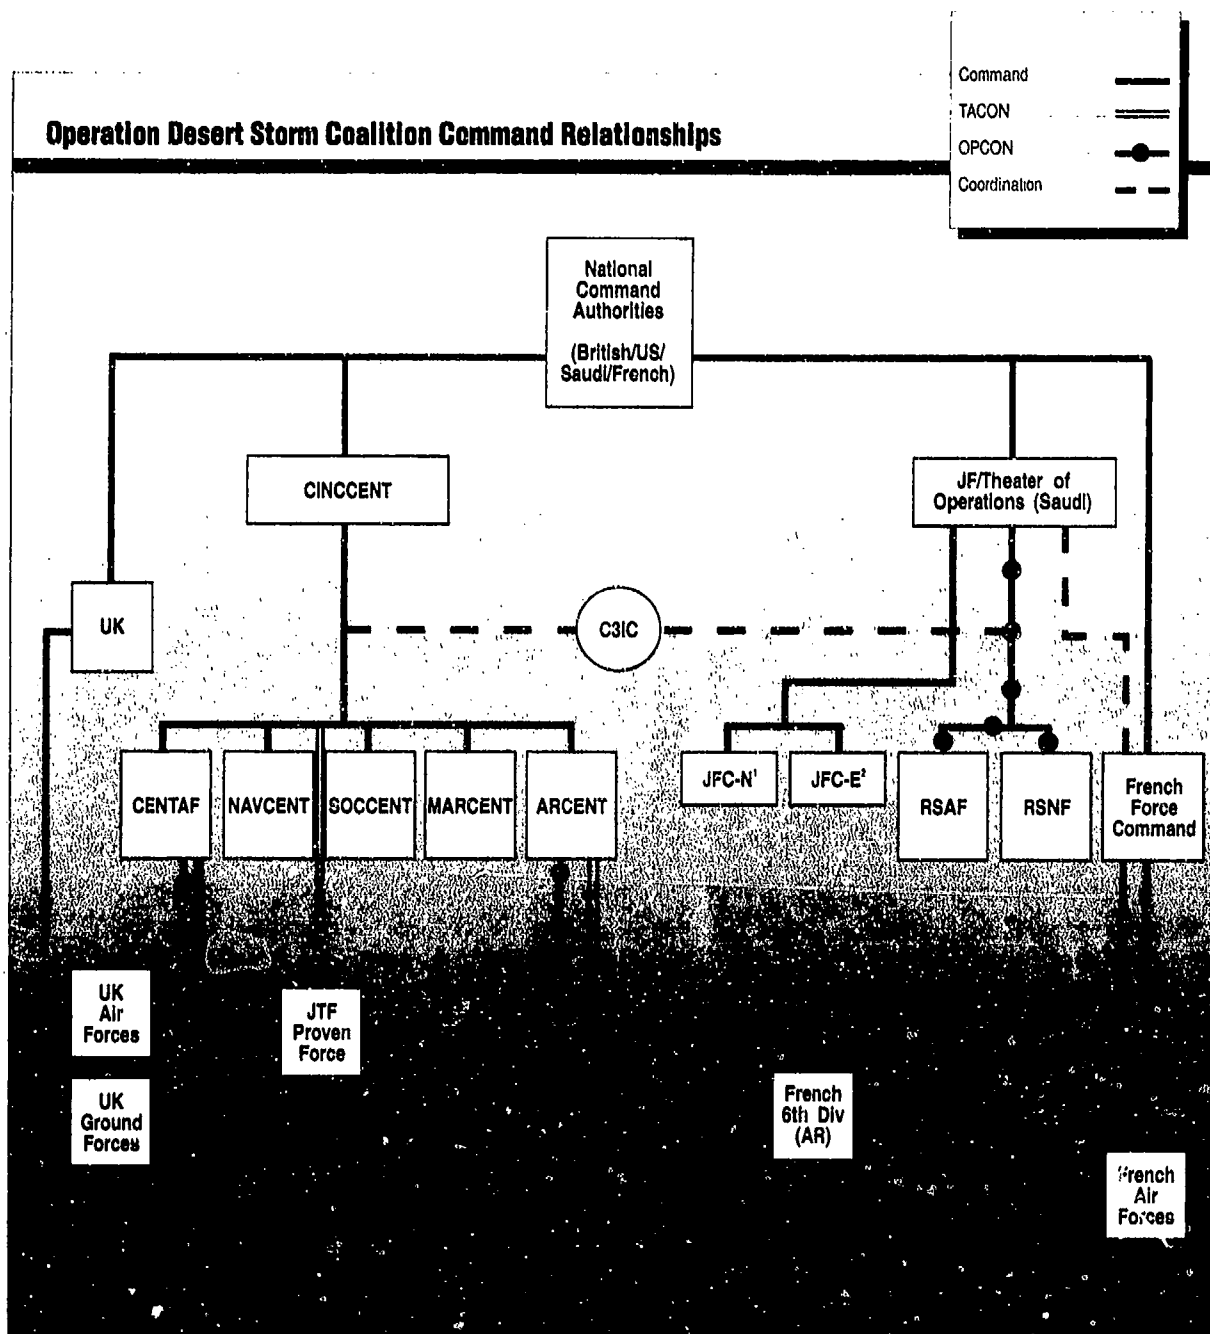 Command
TACON
OPCON
Coordination
Operation Desert Storm Coalition Command Relationships
National
Command
Authorities
(British/US/
Saudi/French)
CINCCENT
JF/Theater of
Operations (Saudi)
UK
C3IC
CENTAF
NAVCENT
SOCCENT
MARCENT
ARCENT
JFC-N¹
JFC-E²
RSAF
RSNF
French
Force
Command
UK
Air
Forces
JTF
Proven
Force
UK
Ground
Forces
French
6th Div
(AR)
French
Air
Forces